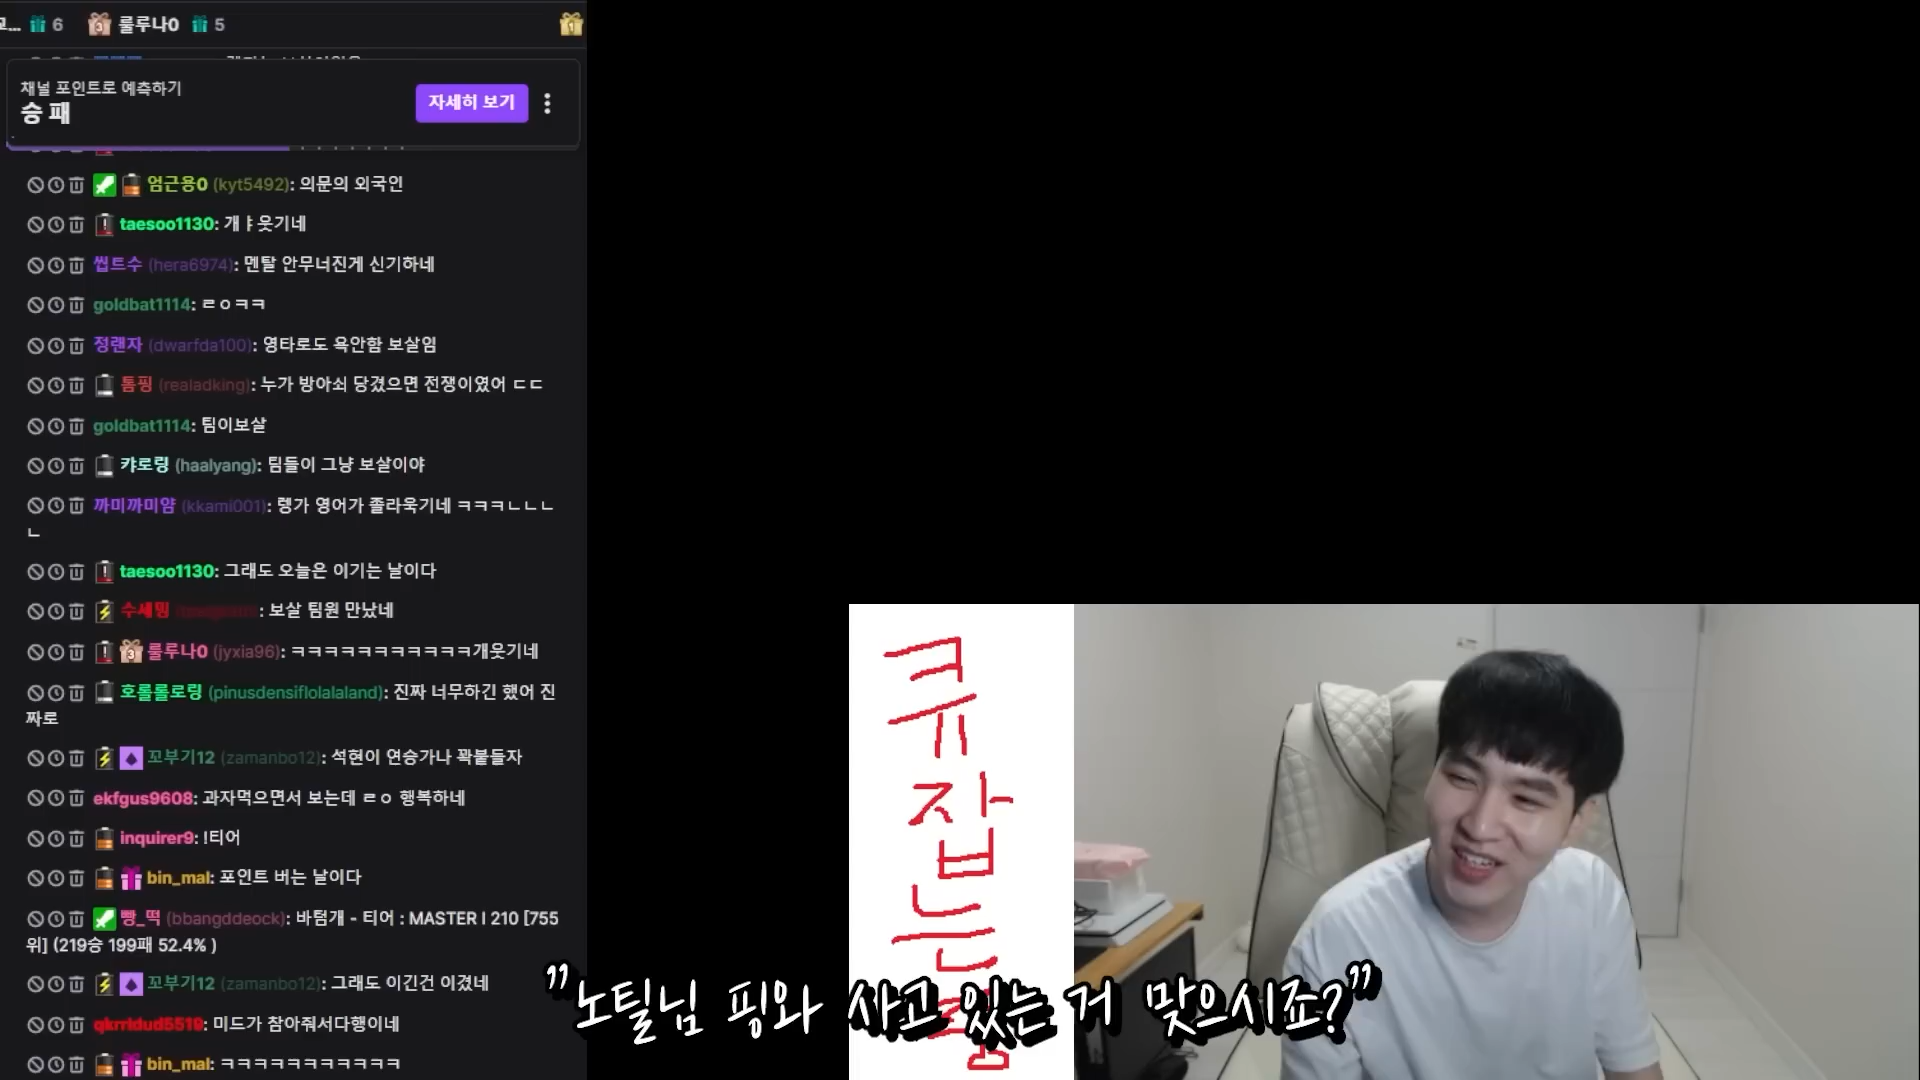 고... 6 룰루나0 5
채널 포인트로 예측하기
승 패
자세히 보기
엄근용0 (kyt5492): 의문의 외국인
taesoo1130: 개ㅑ웃기네
씹트수 (hera6974): 멘탈 안무너진게 신기하네
goldbat1114: ㄹㅇㅋㅋ
정랜자 (dwarfda100): 영타로도 욕안함 보살임
톰핑 (realadking): 누가 방아쇠 당겼으면 전쟁이였어 ㄷㄷ
goldbat1114: 팀이보살
캬로링 (haalyang): 팀들이 그냥 보살이야
까미까미얌 (kkami001): 렝가 영어가 졸라욱기네 ㅋㅋㅋㄴㄴㄴ
ㄴ
taesoo1130: 그래도 오늘은 이기는 날이다
수세밍 : 보살 팀원 만났네
룰루나0 (jyxia96): ㅋㅋㅋㅋㅋㅋㅋㅋㅋㅋㅋ개웃기네
호롤롤로링 (pinusdensiflolalaland): 진짜 너무하긴 했어 진
짜로
꼬부기12 (zamanbo12): 석현이 연승가나 꽉붙들자
ekfgus9608: 과자먹으면서 보는데 ㄹㅇ 행복하네
inquirer9: !티어
bin_mal: 포인트 버는 날이다
빵_떡 (bbangddeock): 바텀개 - 티어 : MASTER I 210 [755
위] (219승 199패 52.4% )
꼬부기12 (zamanbo12): 그래도 이긴건 이겼네
qkrrldud5519: 미드가 참아줘서다행이네
bin_mal: ㅋㅋㅋㅋㅋㅋㅋㅋㅋㅋㅋ
큐
잡
는
"노틸님 핑와 사고 있는 거 맞으시죠?"